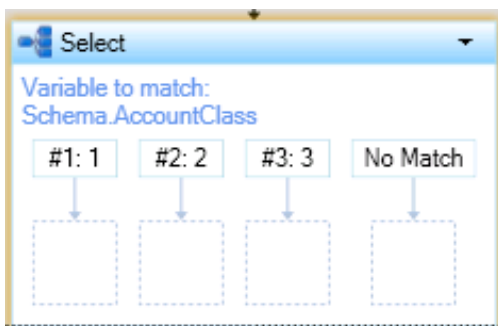 Select
Variable to match:
Schema.AccountClass
#1: 1 #2: 2 #3: 3 No Match